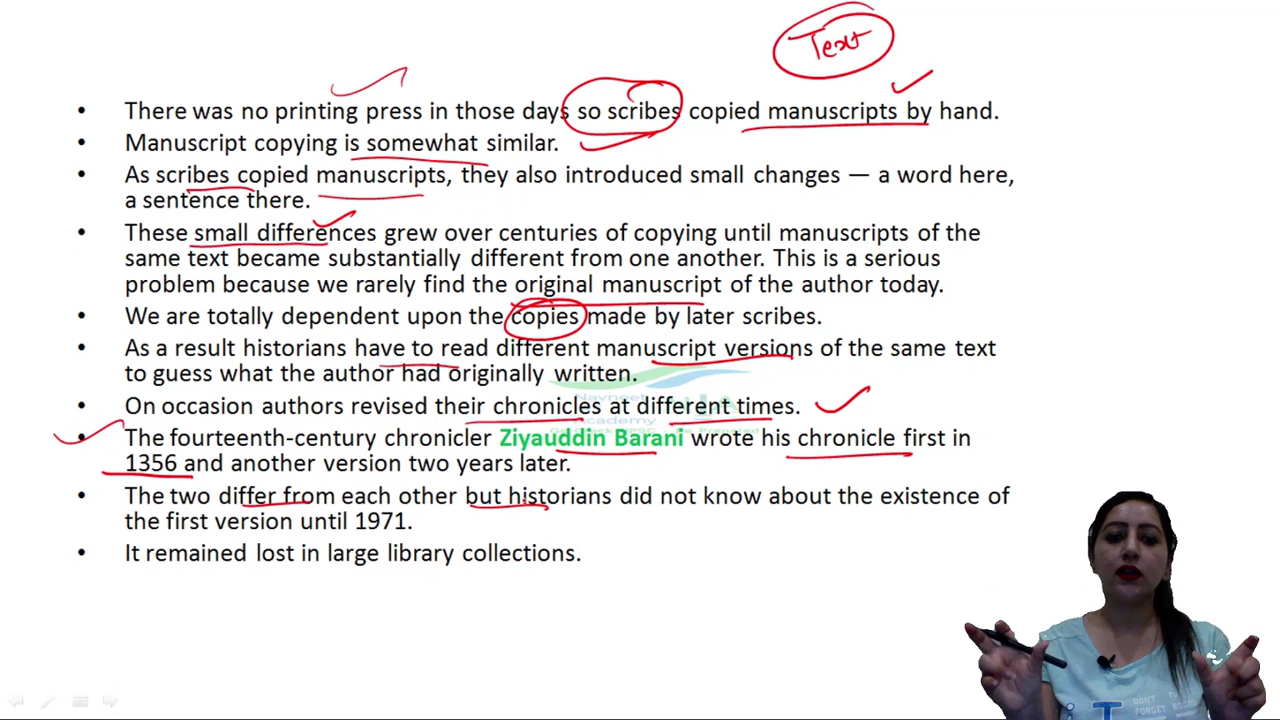 Text
• There was no printing press in those days so scribes copied manuscripts by hand.
• Manuscript copying is somewhat similar.
• As scribes copied manuscripts, they also introduced small changes — a word here,
a sentence there.
• These small differences grew over centuries of copying until manuscripts of the
same text became substantially different from one another. This is a serious
problem because we rarely find the original manuscript of the author today.
• We are totally dependent upon the copies made by later scribes.
• As a result historians have to read different manuscript versions of the same text
to guess what the author had originally written.
Navneet
• On occasion authors revised their chronicles at different times.
Academy
• The fourteenth-century chronicler Ziyauddin Barani wrote his chronicle first in
1356 and another version two years later.
• The two differ from each other but historians did not know about the existence of
the first version until 1971.
• It remained lost in large library collections.
DON'T
FORGET